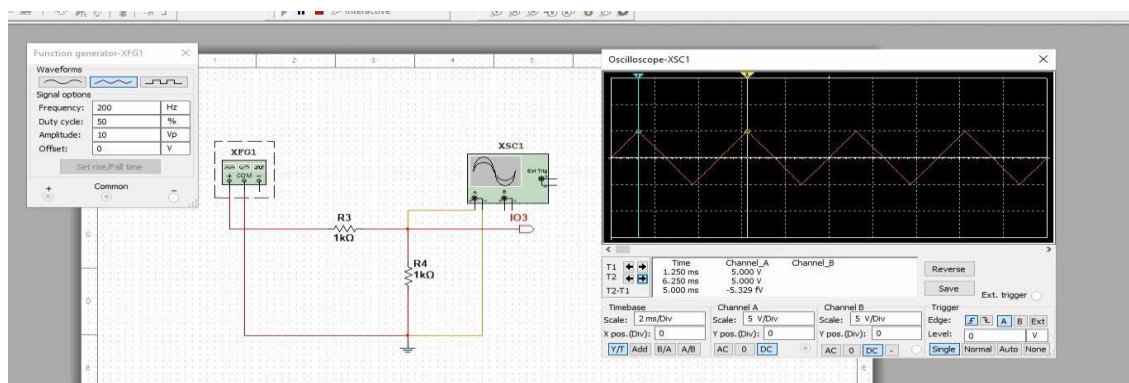 Interactive
Function generator-XFG1
Waveforms
Signal options
Frequency: 200 Hz
Duty cycle: 50 %
Amplitude: 10 Vp
Offset: 0 V
Set rise/Fall time
+ Common -
1 2 3 4 5
XFG1
COM
+ -
XSC1
Ext Trig
A B
IO3
R3
1kΩ
R4
1kΩ
Oscilloscope-XSC1
Time Channel_A Channel_B
T1 1.250 ms 5.000 V
T2 6.250 ms 5.000 V
T2-T1 5.000 ms -5.329 fV
Reverse
Save
Ext. trigger
Timebase
Scale: 2 ms/Div
X pos.(Div): 0
Y/T Add B/A A/B
Channel A
Scale: 5 V/Div
Y pos.(Div): 0
AC 0 DC
Channel B
Scale: 5 V/Div
Y pos.(Div): 0
AC 0 DC -
Trigger
Edge: A B Ext
Level: 0 V
Single Normal Auto None